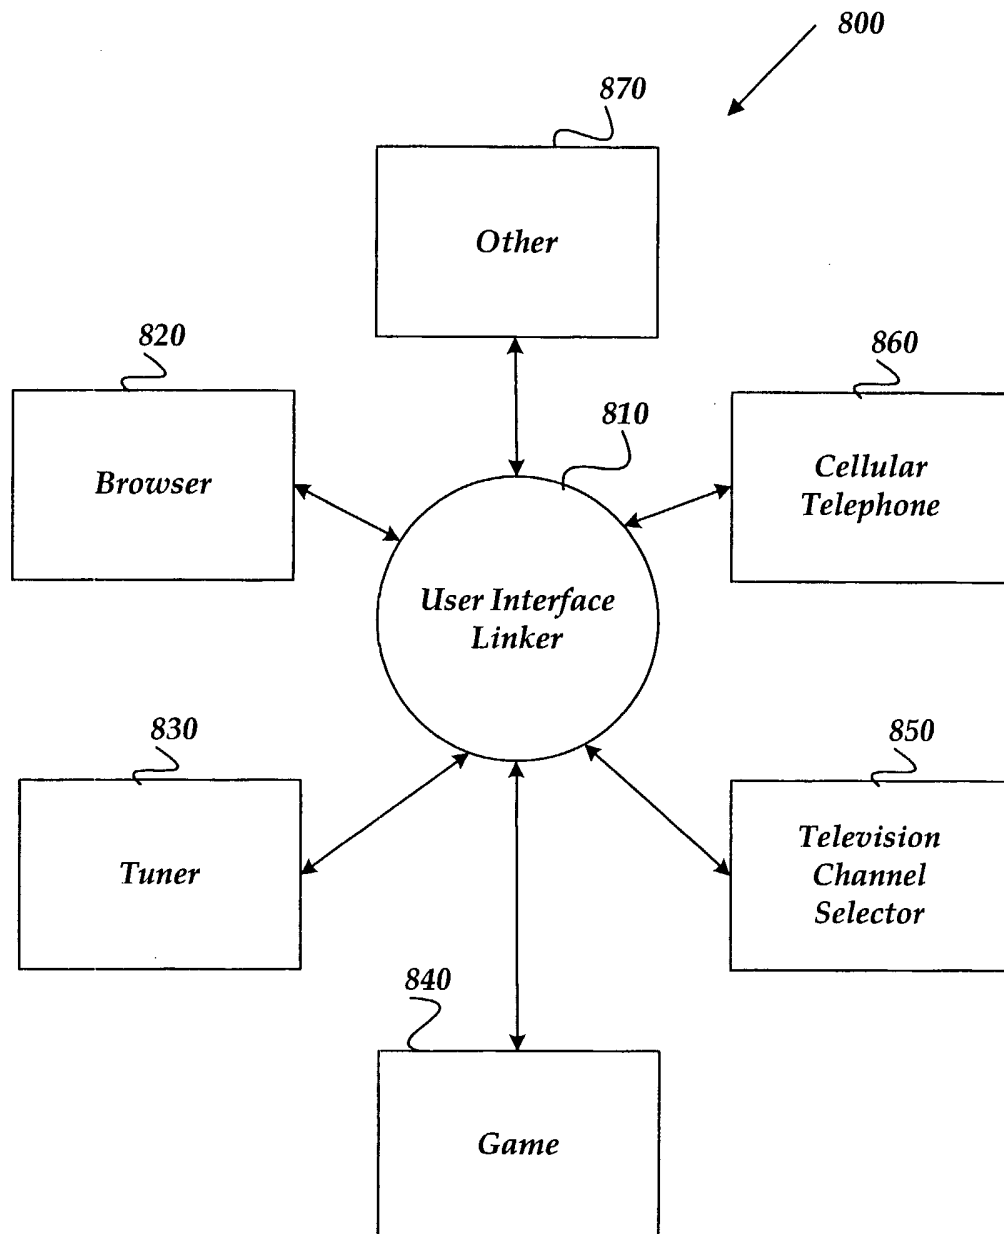 800
870
Other
820
860
Browser
810
Cellular
Telephone
User Interface
Linker
830
850
Tuner
Television
Channel
Selector
840
Game